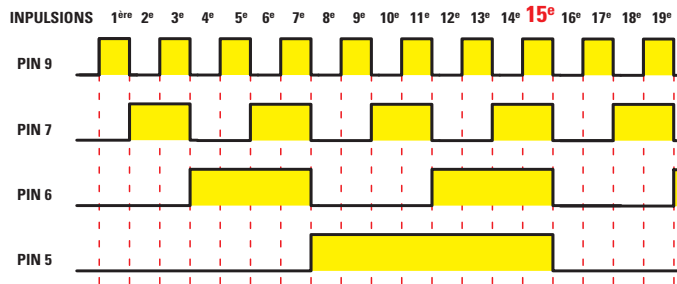 INPULSIONS 1ère 2e 3e 4e 5e 6e 7e 8e 9e 10e 11e 12e 13e 14e 15e 16e 17e 18e 19e
PIN 9
PIN 7
PIN 6
PIN 5